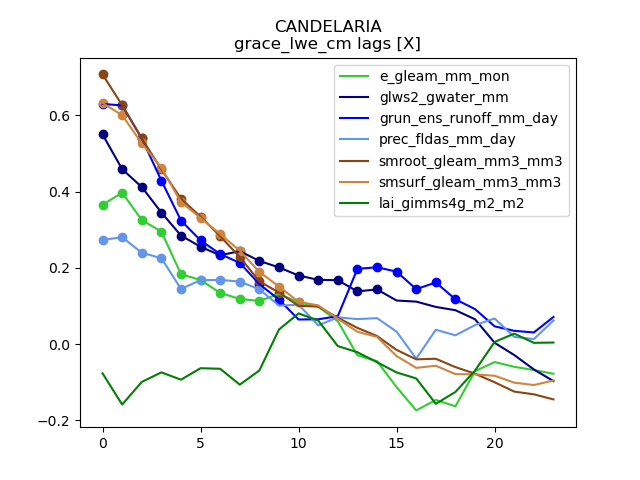 CANDELARIA
grace_lwe_cm lags [X]
e_gleam_mm_mon
glws2_gwater_mm
grun_ens_runoff_mm_day
prec_fldas_mm_day
smroot_gleam_mm3_mm3
smsurf_gleam_mm3_mm3
lai_gimms4g_m2_m2
0.6
0.4
0.2
0.0
−0.2
0 5 10 15 20